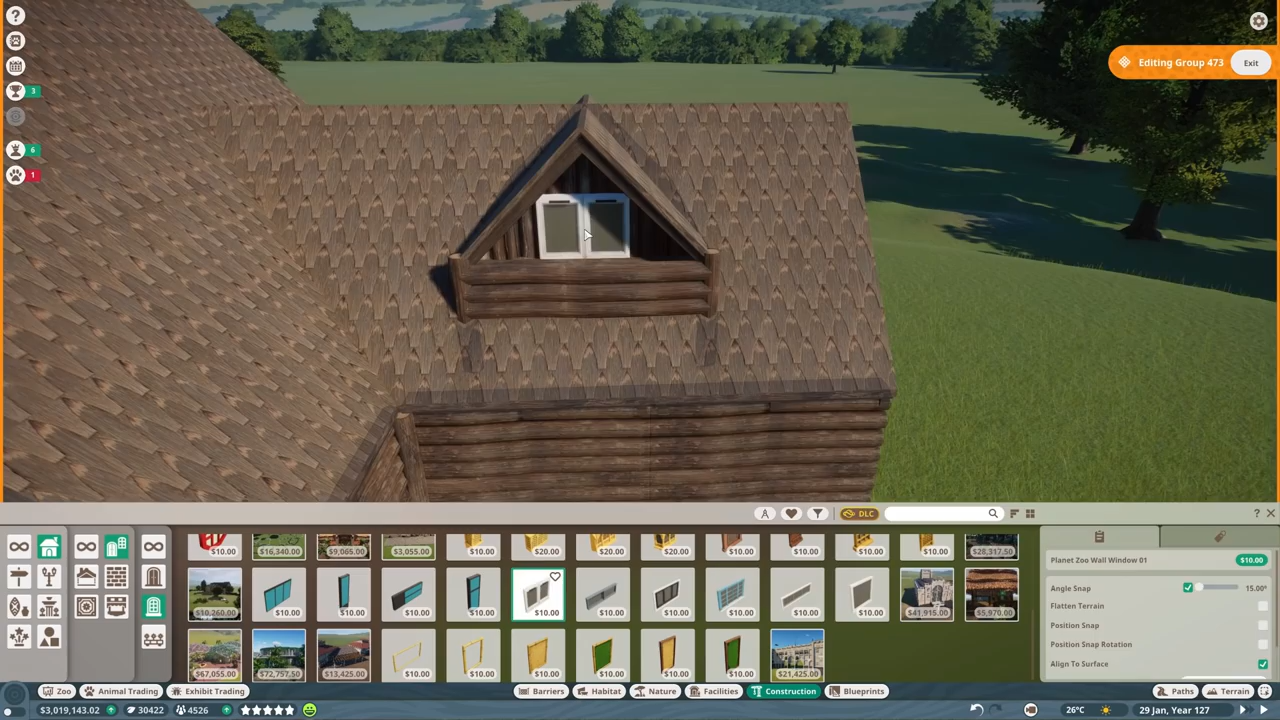 ?
Editing Group 473
Exit
3
6
1
A
DLC
?
$10.00
$16,340.00
$9,065.00
$3,055.00
$10.00
$20.00
$20.00
$20.00
$10.00
$10.00
$10.00
$10.00
$28,317.50
$10,260.00
$10.00
$10.00
$10.00
$10.00
$10.00
$10.00
$10.00
$10.00
$10.00
$10.00
$41,915.00
$5,970.00
$67,055.00
$72,757.50
$13,425.00
$10.00
$10.00
$10.00
$10.00
$10.00
$10.00
$21,425.00
Planet Zoo Wall Window 01
$10.00
Angle Snap
15.00°
Flatten Terrain
Position Snap
Position Snap Rotation
Align To Surface
Zoo
Animal Trading
Exhibit Trading
Barriers
Habitat
Nature
Facilities
Construction
Blueprints
Paths
Terrain
$3,019,143.02
30422
4526
26°C
29 Jan, Year 127